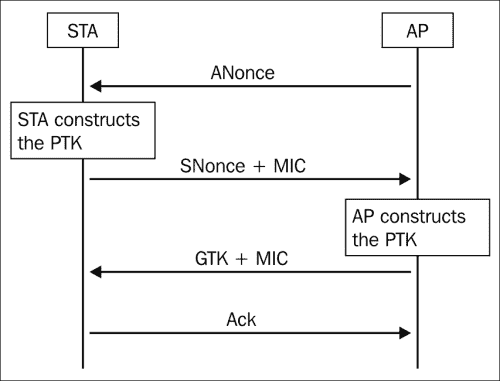 STA
AP
ANonce
STA constructs
the PTK
SNonce + MIC
AP constructs
the PTK
GTK + MIC
Ack